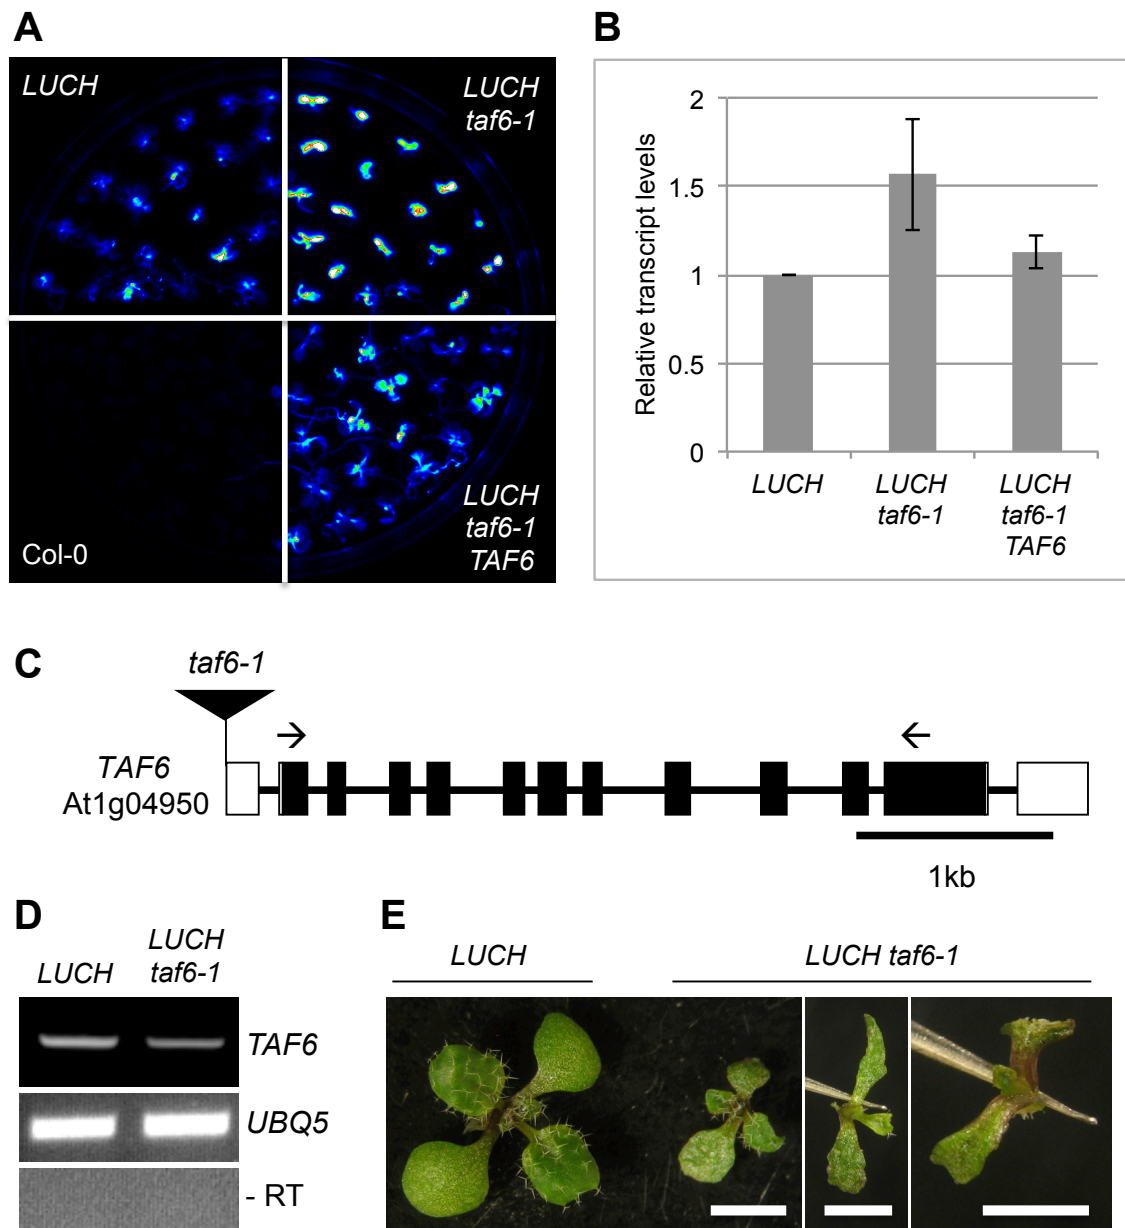 A
LUCH
LUCH
taf6-1
Col-0
LUCH
taf6-1
TAF6
B
Relative transcript levels
2
1.5
1
0.5
0
LUCH
LUCH
taf6-1
LUCH
taf6-1
TAF6
C
taf6-1
TAF6
At1g04950
1kb
D
LUCH
LUCH
taf6-1
TAF6
UBQ5
- RT
E
LUCH
LUCH taf6-1